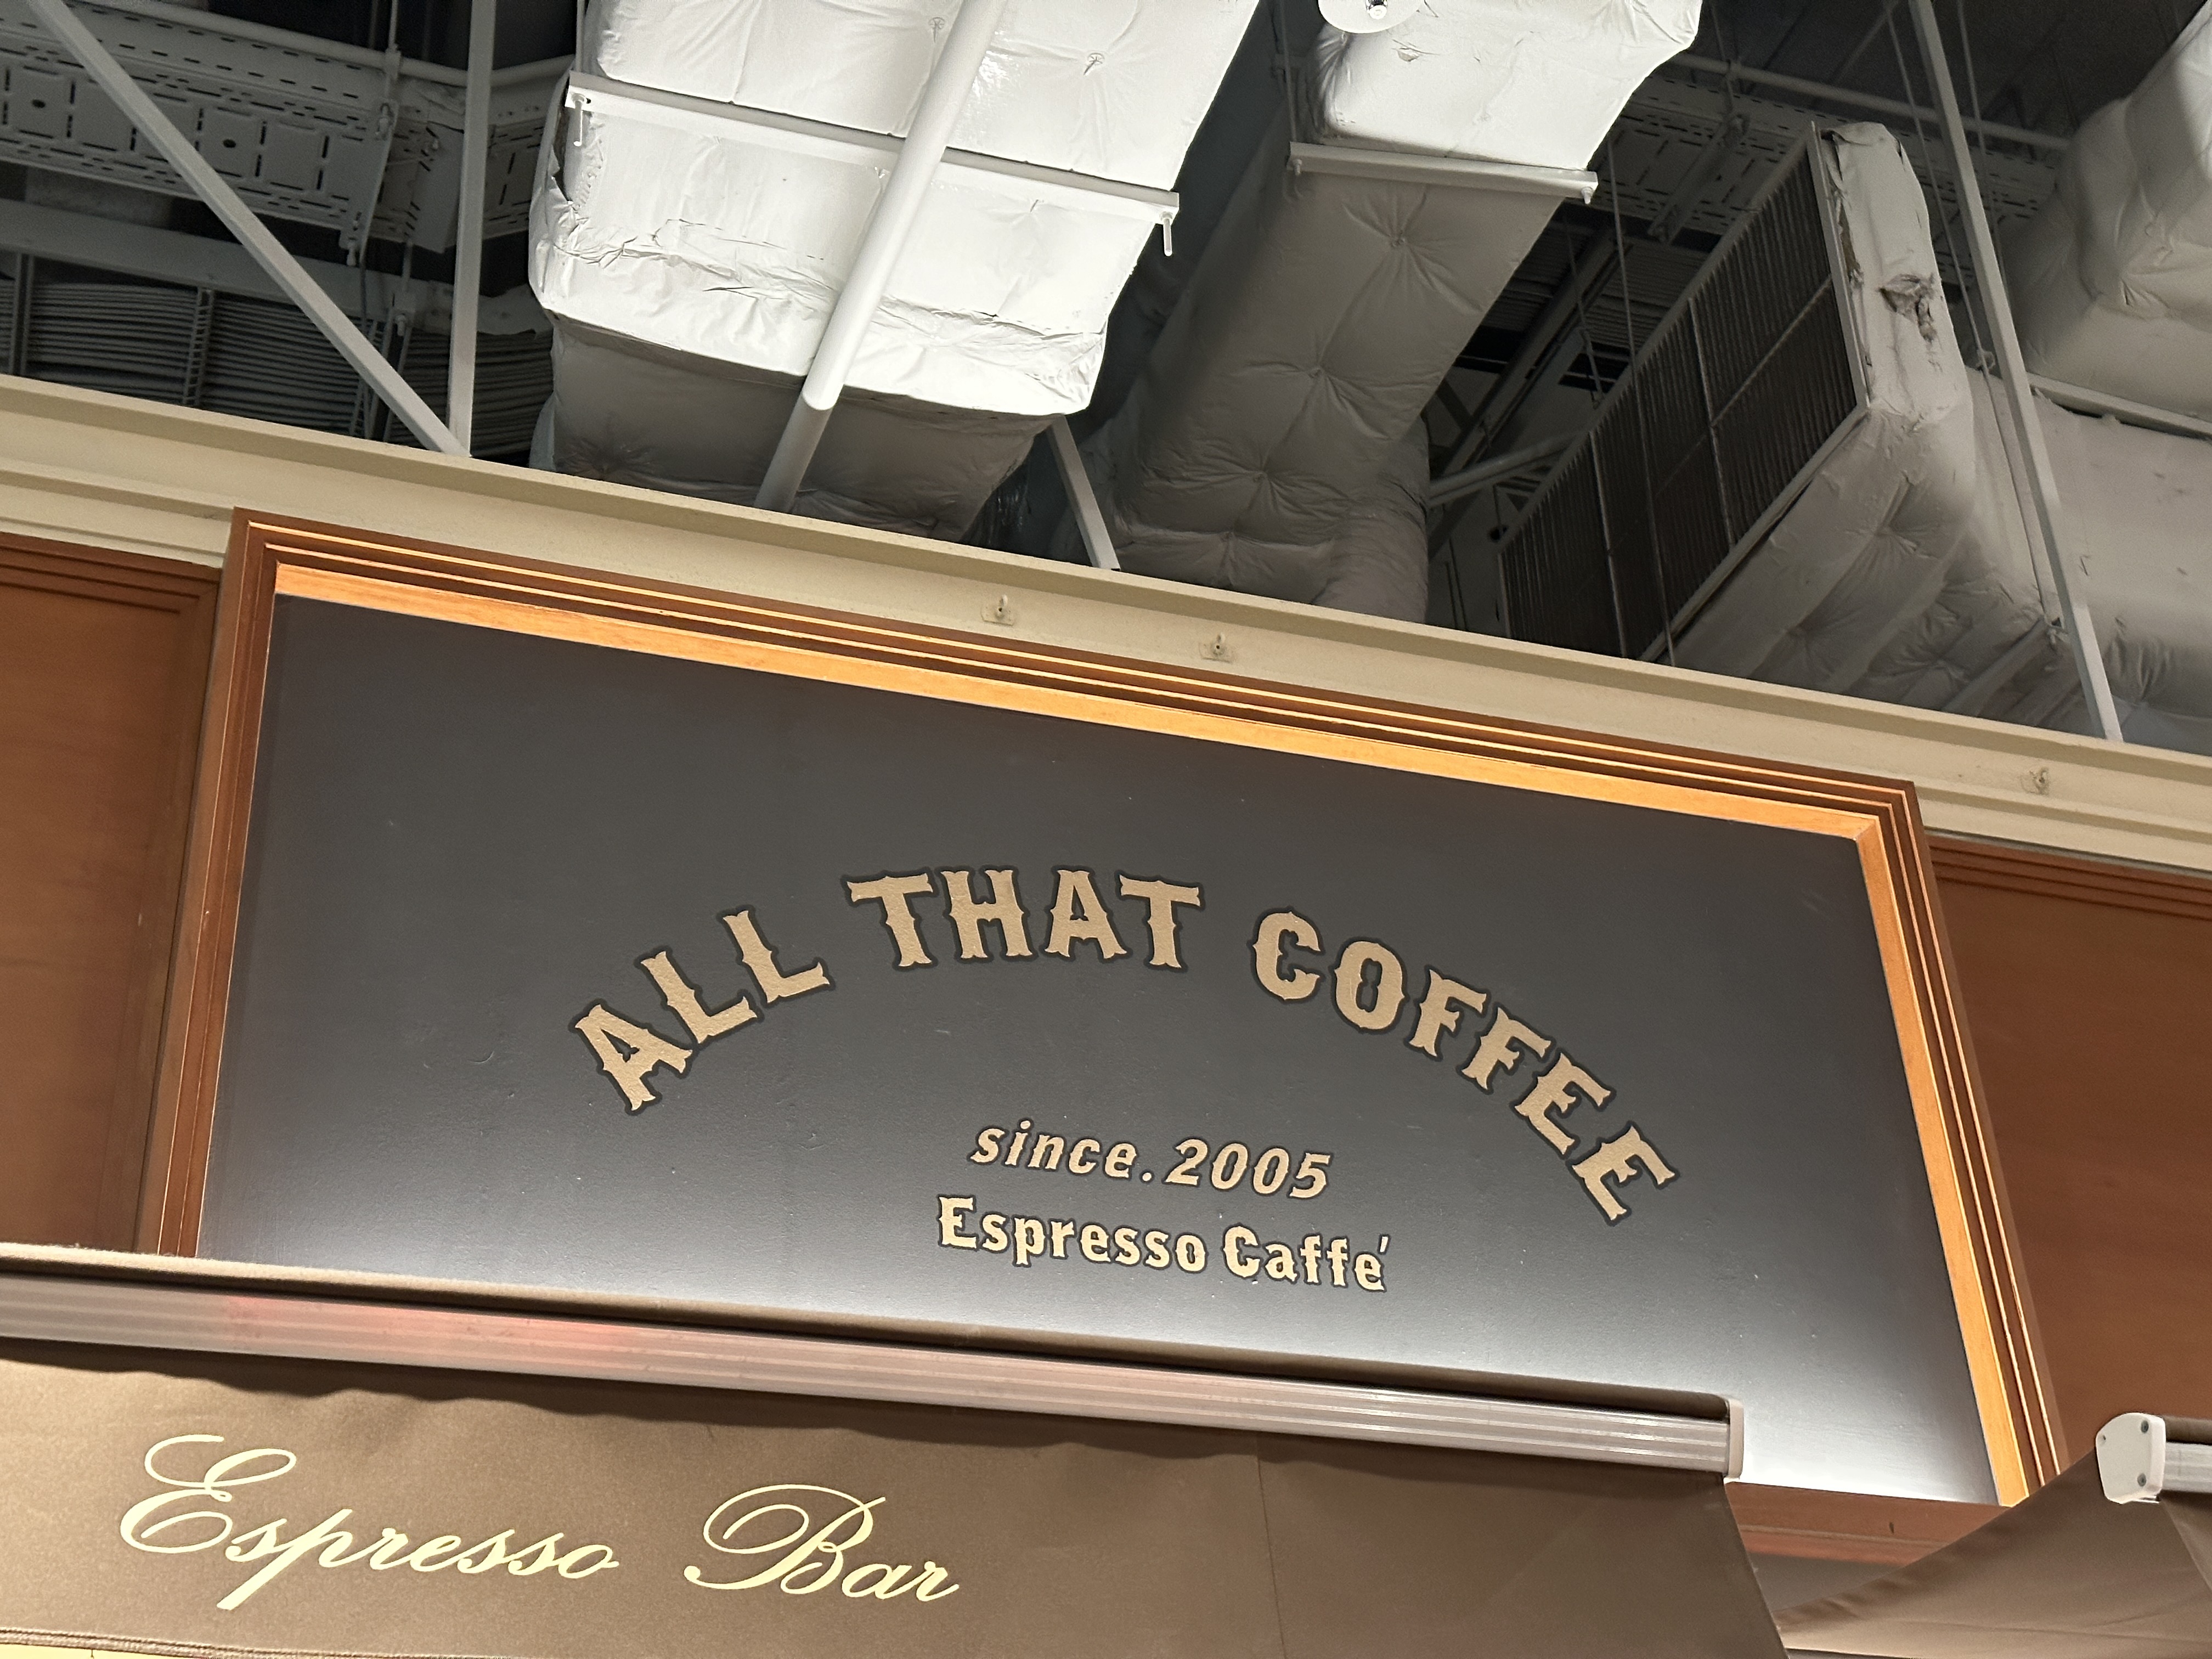 ALL THAT COFFEE
since.2005
Espresso Caffe'
Espresso Bar